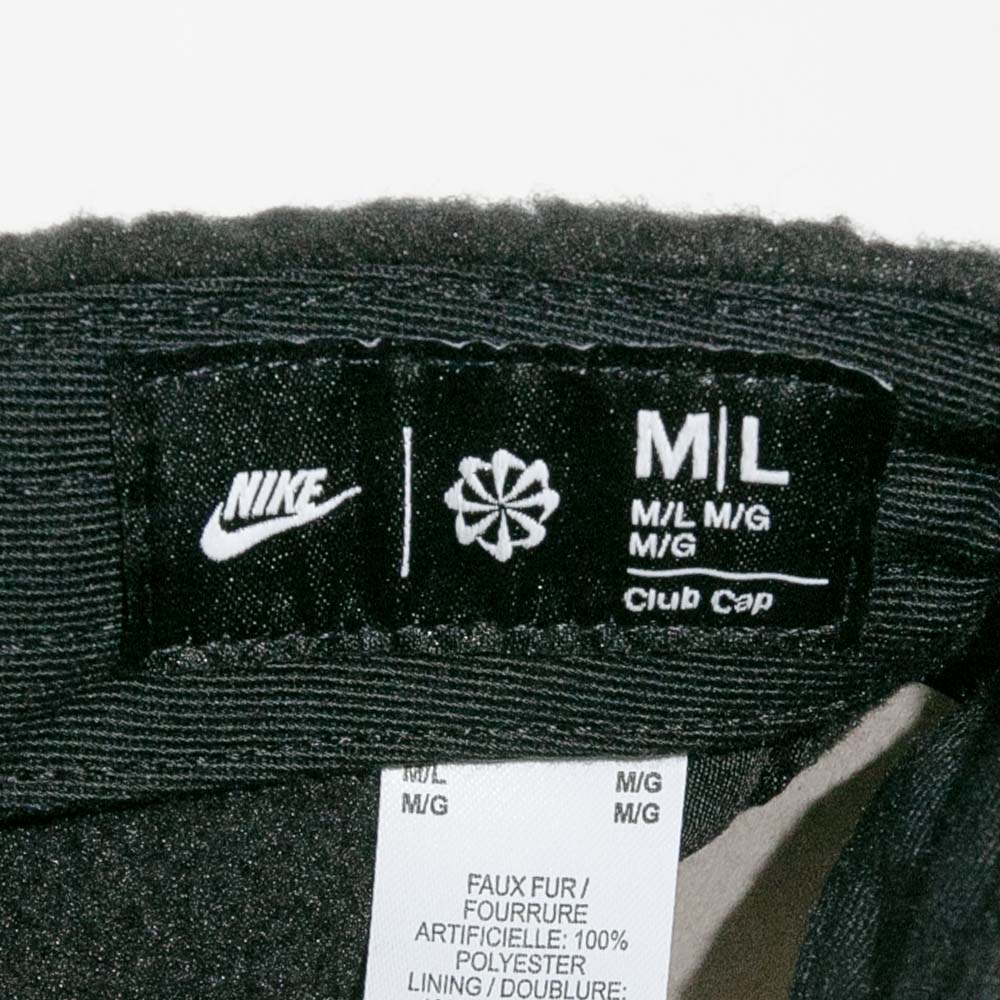 NIKE
M|L
M/L M/G
M/G
Club Cap
M/L M/G
M/G M/G
FAUX FUR /
FOURRURE
ARTIFICIELLE: 100%
POLYESTER
LINING / DOUBLURE: